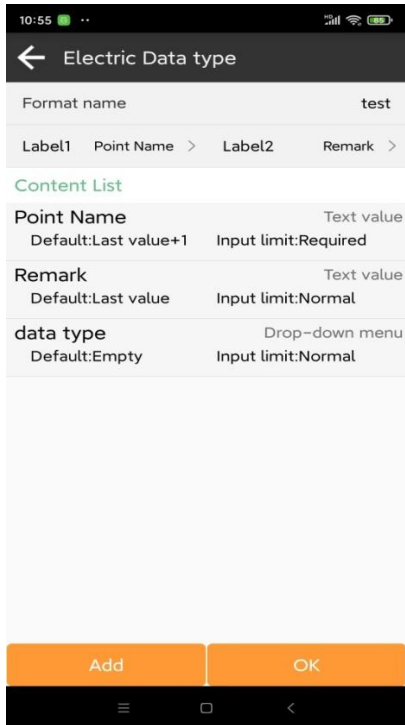 10:55
HD 85
Electric Data type
Format name test
Label1 Point Name > Label2 Remark >
Content List
Point Name Text value
Default:Last value+1 Input limit:Required
Remark Text value
Default:Last value Input limit:Normal
data type Drop-down menu
Default:Empty Input limit:Normal
Add OK